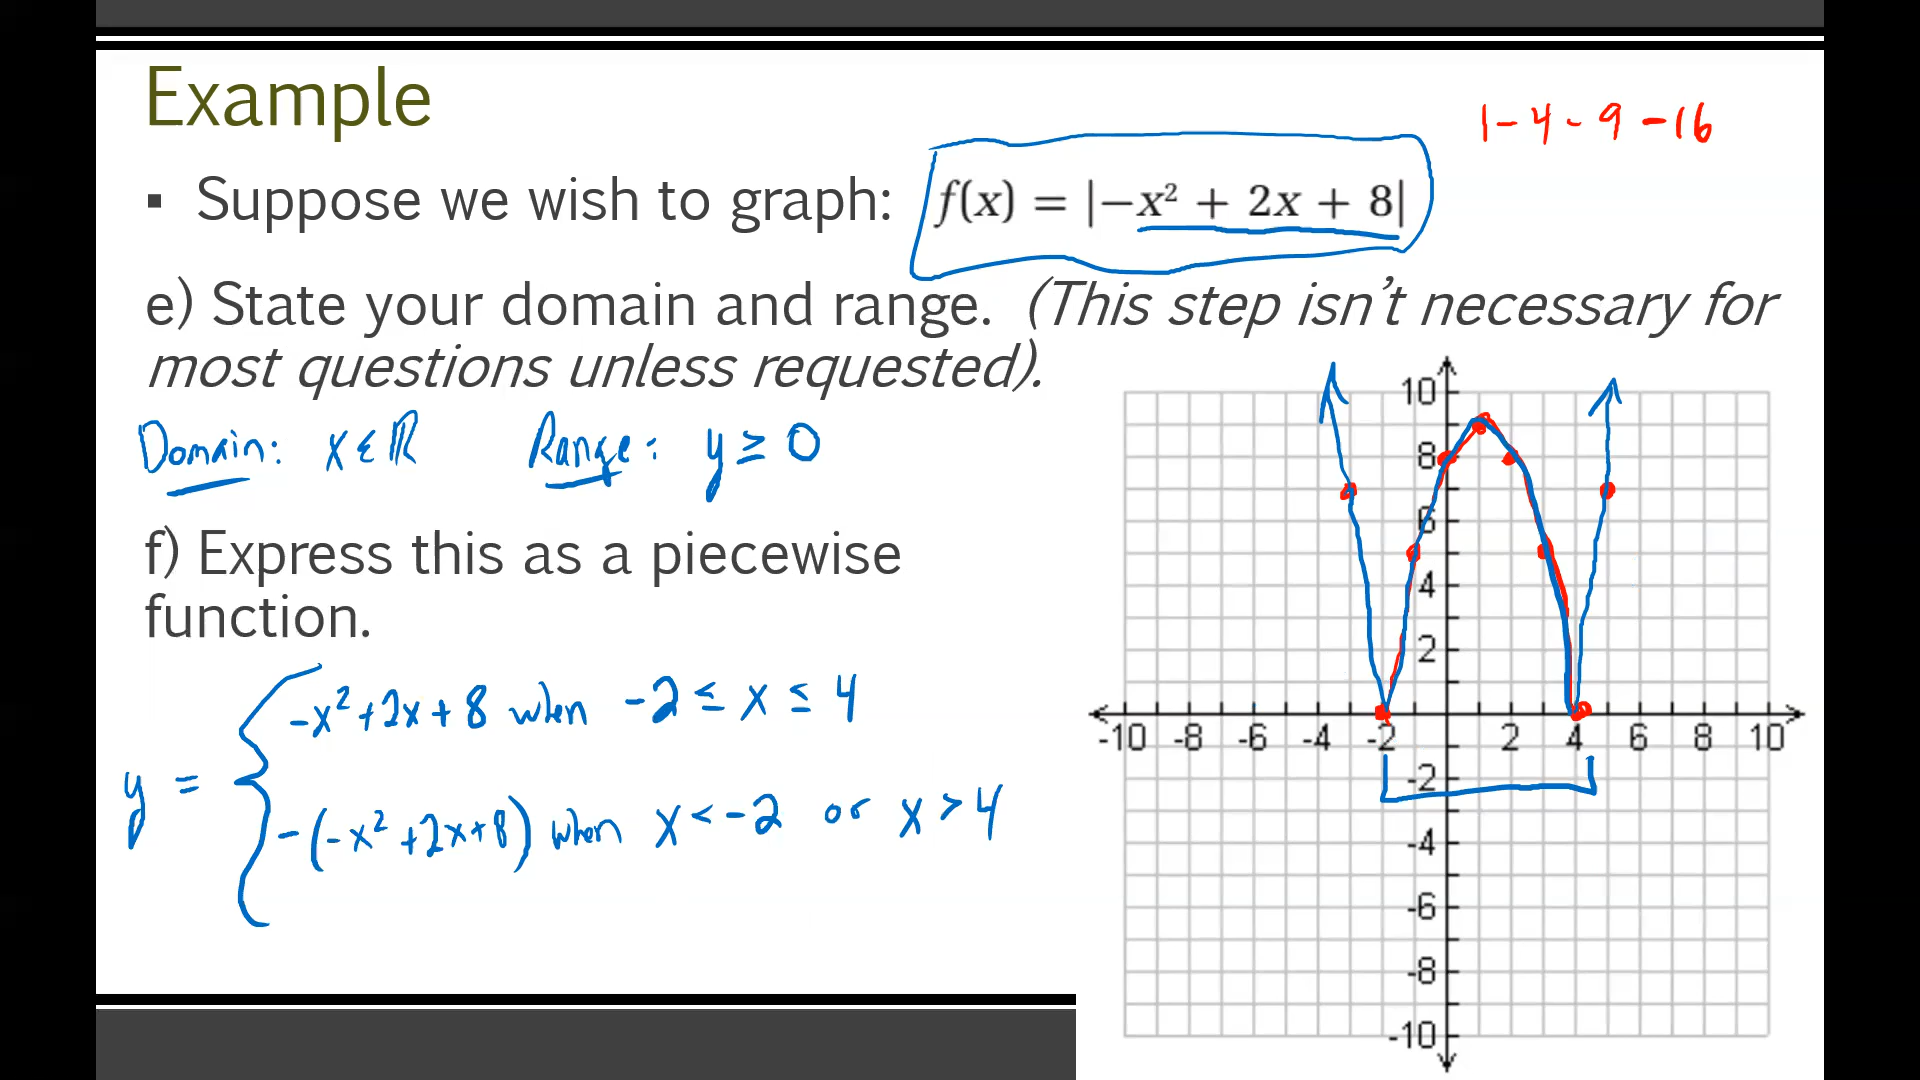 Example
1 - 4 - 9 - 16
▪ Suppose we wish to graph: f(x) = |−x² + 2x + 8|
e) State your domain and range. (This step isn’t necessary for
most questions unless requested).
Domain: x ∈ ℝ Range: y ≥ 0
f) Express this as a piecewise
function.
-x² + 2x + 8 when -2 ≤ x ≤ 4
y = {
-(-x² + 2x + 8) when x < -2 or x > 4
10
8
6
4
2
-10 -8 -6 -4 -2 2 4 6 8 10
-2
-4
-6
-8
-10